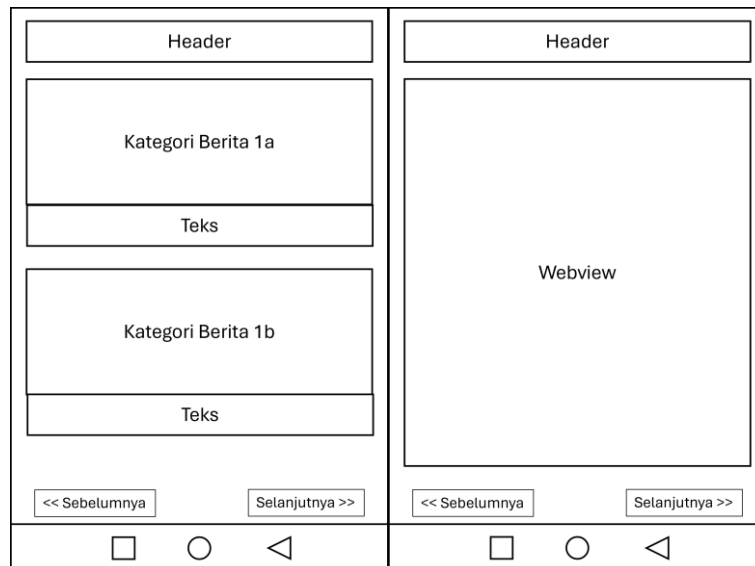 Header
Kategori Berita 1a
Teks
Kategori Berita 1b
Teks
<< Sebelumnya
Selanjutnya >>
Header
Webview
<< Sebelumnya
Selanjutnya >>